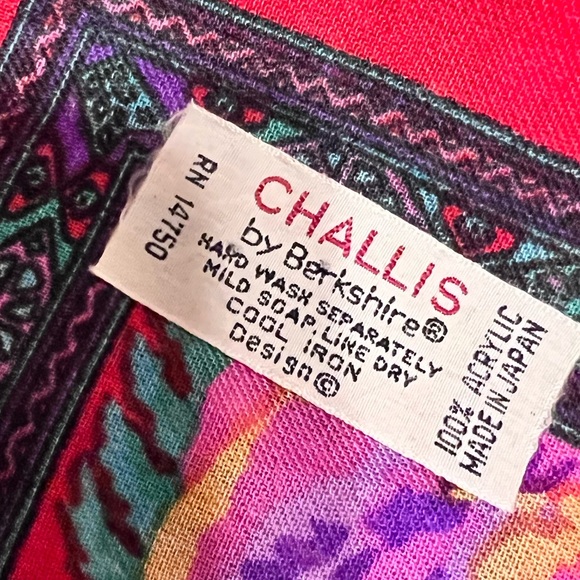 RN 14750
CHALLIS
by Berkshire®
HAND WASH SEPARATELY
MILD SOAP LIKE DRY
COOL IRON
Design©
100% ACRYLIC
MADE IN JAPAN